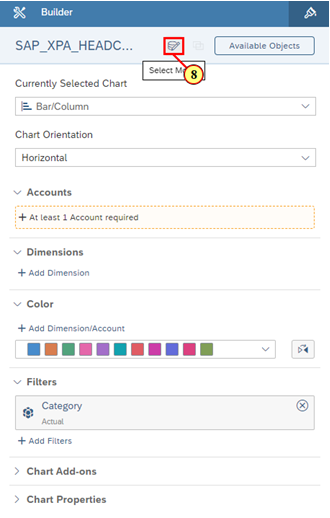 Builder
SAP_XPA_HEADC...
Available Objects
Select M
8
Currently Selected Chart
Bar/Column
Chart Orientation
Horizontal
Accounts
+ At least 1 Account required
Dimensions
+ Add Dimension
Color
+ Add Dimension/Account
Filters
Category
Actual
+ Add Filters
Chart Add-ons
Chart Properties